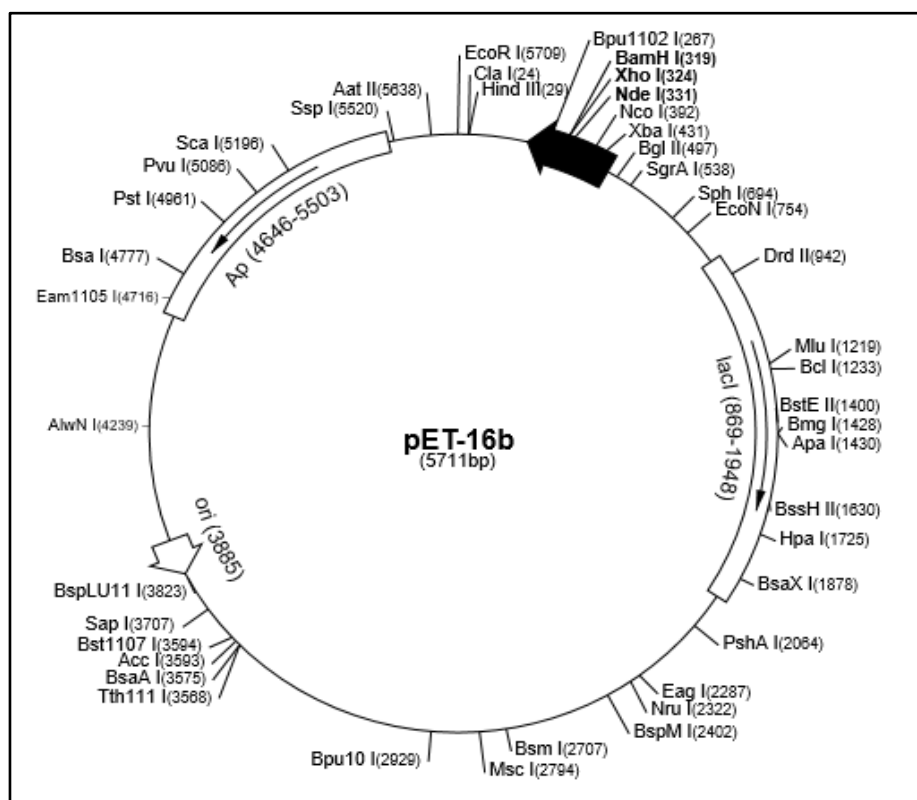 EcoR I(5709)
Cla I(24)
Hind III(29)
Bpu1102 I(267)
BamH I(319)
Xho I(324)
Nde I(331)
Nco I(392)
Xba I(431)
Bgl II(497)
SgrA I(538)
Sph I(694)
EcoN I(754)
Drd II(942)
Mlu I(1219)
Bcl I(1233)
BstE II(1400)
Bmg I(1428)
Apa I(1430)
BssH II(1630)
Hpa I(1725)
BsaX I(1878)
PshA I(2064)
Eag I(2287)
Nru I(2322)
BspM I(2402)
Bsm I(2707)
Msc I(2794)
Bpu10 I(2929)
Tth111 I(3568)
BsaA I(3575)
Acc I(3593)
Bst1107 I(3594)
Sap I(3707)
BspLU11 I(3823)
AlwN I(4239)
Eam1105 I(4716)
Bsa I(4777)
Pst I(4961)
Pvu I(5086)
Sca I(5196)
Ssp I(5520)
Aat II(5638)
Ap (4646-5503)
lacI (869-1948)
ori (3885)
pET-16b
(5711bp)